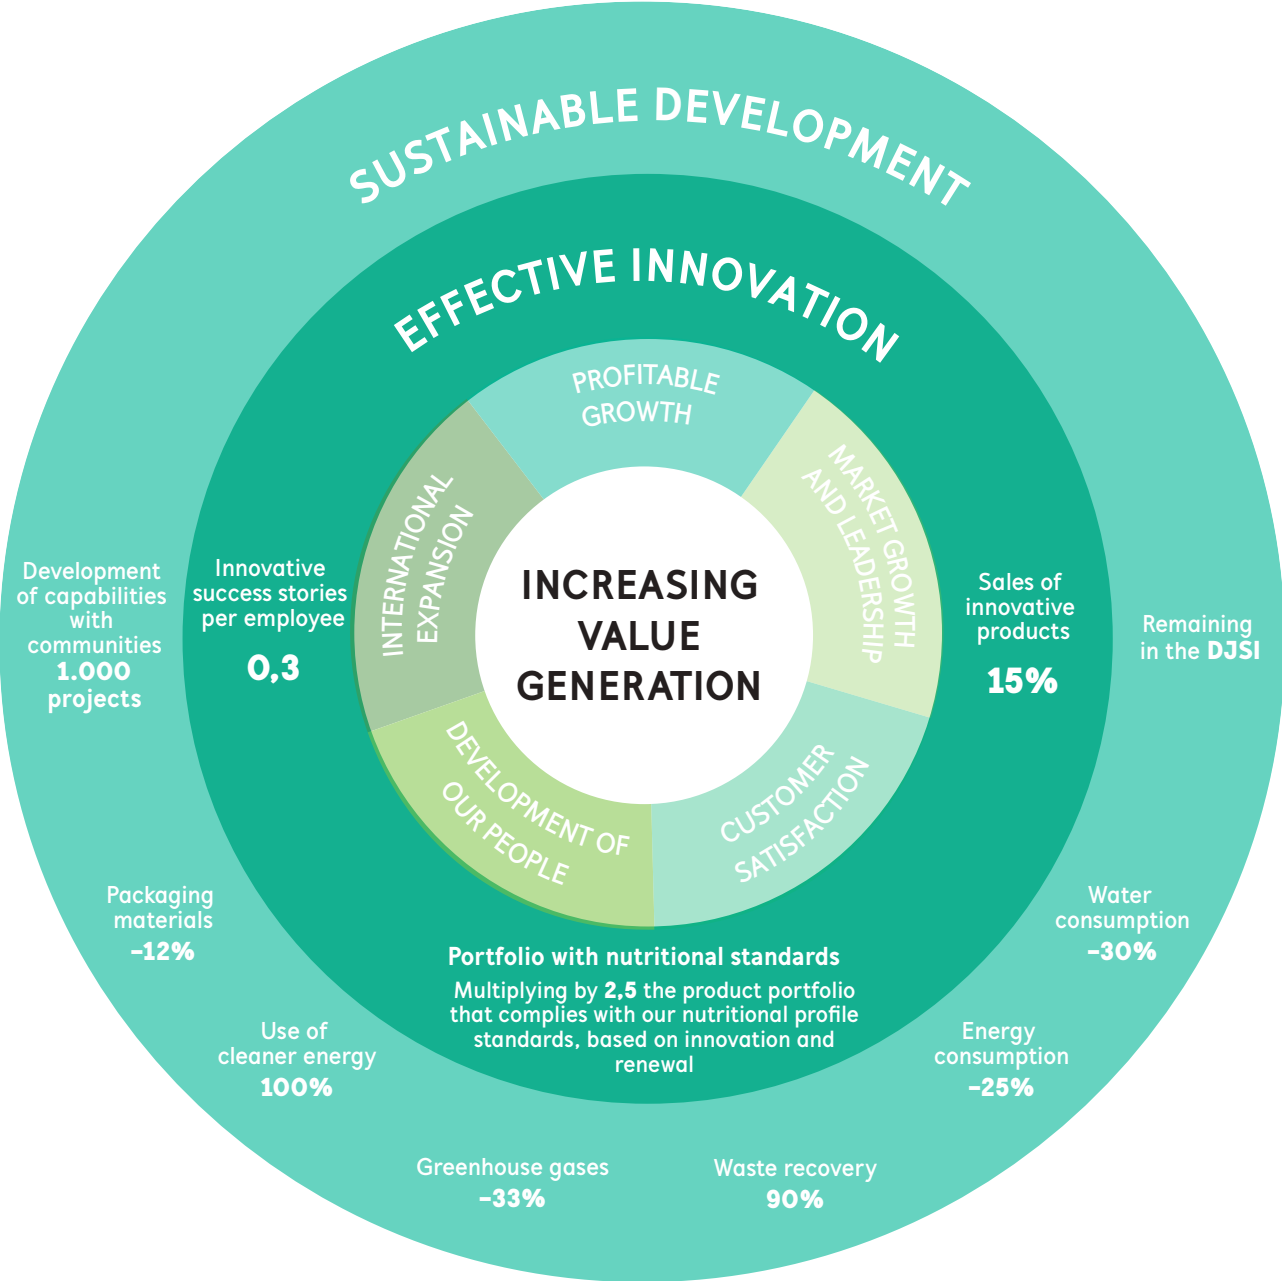 SUSTAINABLE DEVELOPMENT
EFFECTIVE INNOVATION
PROFITABLE
GROWTH
MARKET GROWTH
AND LEADERSHIP
CUSTOMER
SATISFACTION
DEVELOPMENT OF
OUR PEOPLE
INTERNATIONAL
EXPANSION
INCREASING
VALUE
GENERATION
Innovative
success stories
per employee
0,3
Sales of
innovative
products
15%
Portfolio with nutritional standards
Multiplying by 2,5 the product portfolio
that complies with our nutritional profile
standards, based on innovation and
renewal
Development
of capabilities
with
communities
1.000
projects
Remaining
in the DJSI
Packaging
materials
-12%
Water
consumption
-30%
Use of
cleaner energy
100%
Energy
consumption
-25%
Greenhouse gases
-33%
Waste recovery
90%